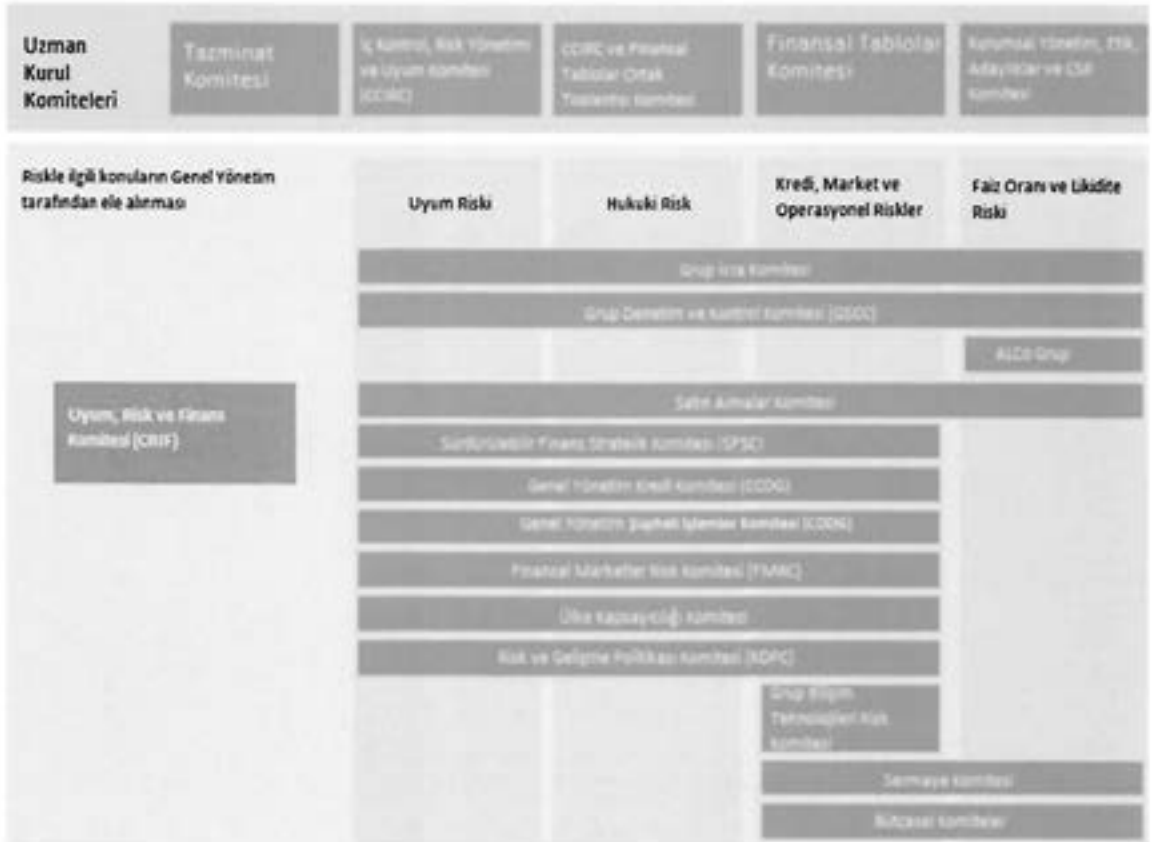 Uzman
Kurul
Komiteleri
Tazminat
Komitesi
İç Kontrol, Risk Yönetimi
ve Uyum Komitesi
(CCIRC)
CCIRC ve Finansal
Tablolar Ortak
Toplantısı Komitesi
Finansal Tablolar
Komitesi
Kurumsal Yönetim, Etik,
Adaylıklar ve CSR
Komitesi
Riskle ilgili konuların Genel Yönetim
tarafından ele alınması
Uyum Riski
Hukuki Risk
Kredi, Market ve
Operasyonel Riskler
Faiz Oranı ve Likidite
Riski
Grup İcra Komitesi
Grup Denetim ve Kontrol Komitesi (GSCC)
ALCO Grup
Uyum, Risk ve Finans
Komitesi (CRIF)
Satın Almalar Komitesi
Sürdürülebilir Finans Stratejik Komitesi (SFSC)
Genel Yönetim Kredi Komitesi (CCDG)
Genel Yönetim Şüpheli İşlemler Komitesi (CDDG)
Finansal Marketler Risk Komitesi (FMRC)
Ülke Kapsayıcılığı Komitesi
Risk ve Gelişme Politikası Komitesi (RDPC)
Grup Bilişim
Teknolojileri Risk
Komitesi
Sermaye Komitesi
Bütçesel Komiteler